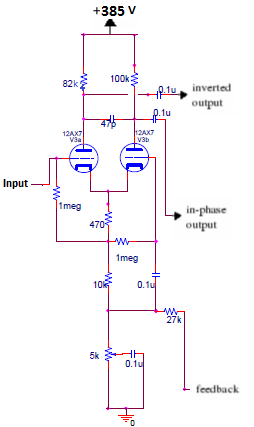 +385 V
82k
100k
0.1u
inverted
output
0.1u
47p
12AX7
V3a
12AX7
V3b
Input
1meg
470
in-phase
output
1meg
10k
0.1u
27k
5k
0.1u
feedback
0